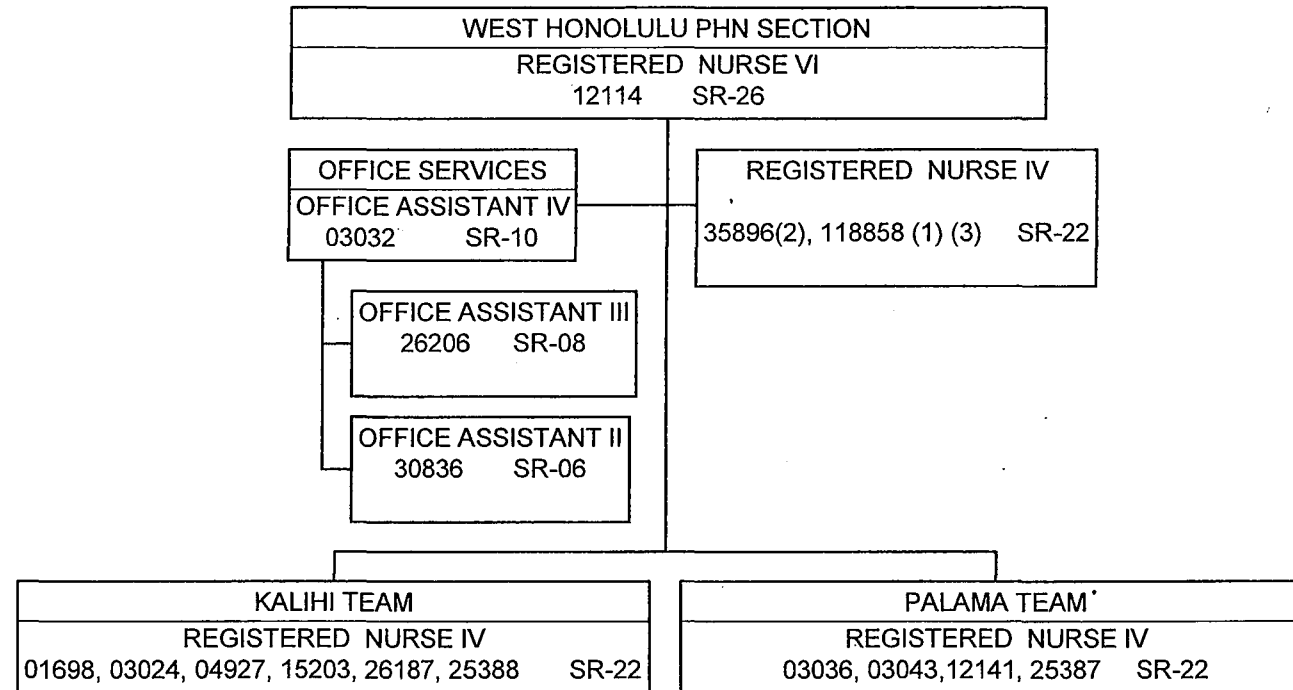 WEST HONOLULU PHN SECTION
REGISTERED NURSE VI
12114 SR-26
OFFICE SERVICES
OFFICE ASSISTANT IV
03032 SR-10
REGISTERED NURSE IV
35896(2), 118858 (1) (3) SR-22
OFFICE ASSISTANT III
26206 SR-08
OFFICE ASSISTANT II
30836 SR-06
KALIHI TEAM
REGISTERED NURSE IV
01698, 03024, 04927, 15203, 26187, 25388 SR-22
PALAMA TEAM
REGISTERED NURSE IV
03036, 03043,12141, 25387 SR-22